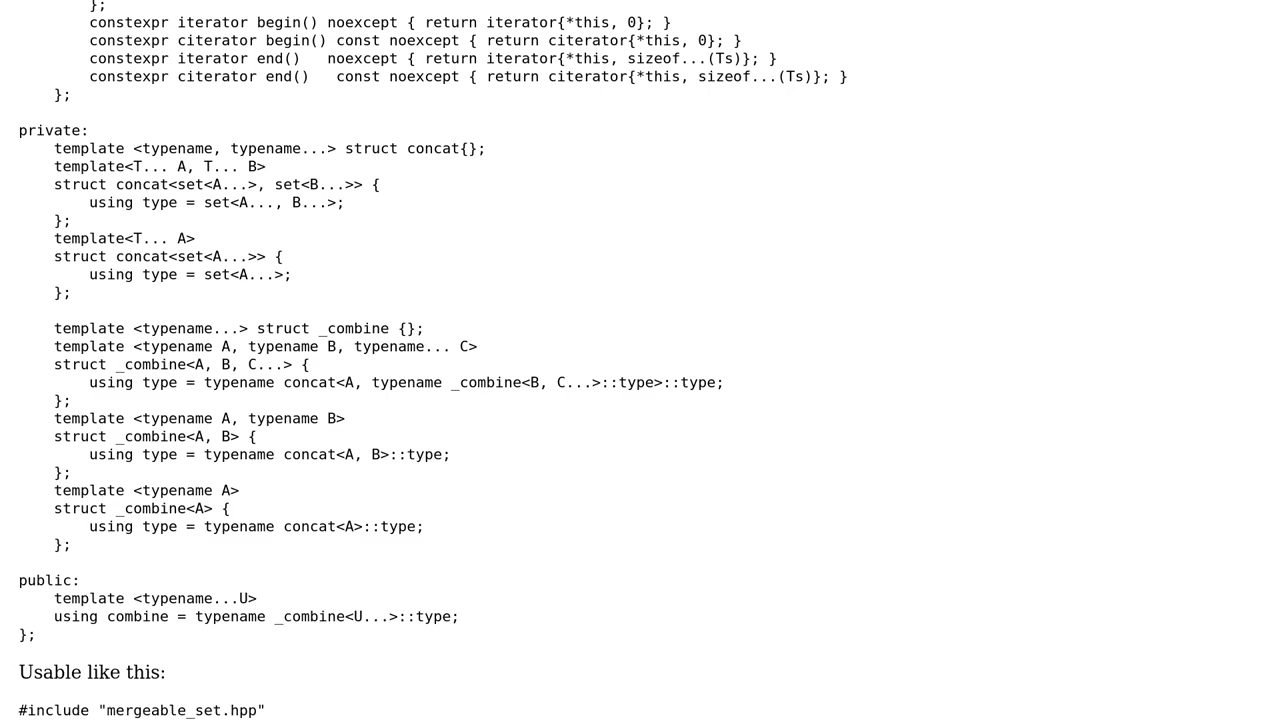 };
        constexpr iterator begin() noexcept { return iterator{*this, 0}; }
        constexpr citerator begin() const noexcept { return citerator{*this, 0}; }
        constexpr iterator end()   noexcept { return iterator{*this, sizeof...(Ts)}; }
        constexpr citerator end()   const noexcept { return citerator{*this, sizeof...(Ts)}; }
    };

private:
    template <typename, typename...> struct concat{};
    template<T... A, T... B>
    struct concat<set<A...>, set<B...>> {
        using type = set<A..., B...>;
    };
    template<T... A>
    struct concat<set<A...>> {
        using type = set<A...>;
    };

    template <typename...> struct _combine {};
    template <typename A, typename B, typename... C>
    struct _combine<A, B, C...> {
        using type = typename concat<A, typename _combine<B, C...>::type>::type;
    };
    template <typename A, typename B>
    struct _combine<A, B> {
        using type = typename concat<A, B>::type;
    };
    template <typename A>
    struct _combine<A> {
        using type = typename concat<A>::type;
    };

public:
    template <typename...U>
    using combine = typename _combine<U...>::type;
};

Usable like this:

#include "mergeable_set.hpp"